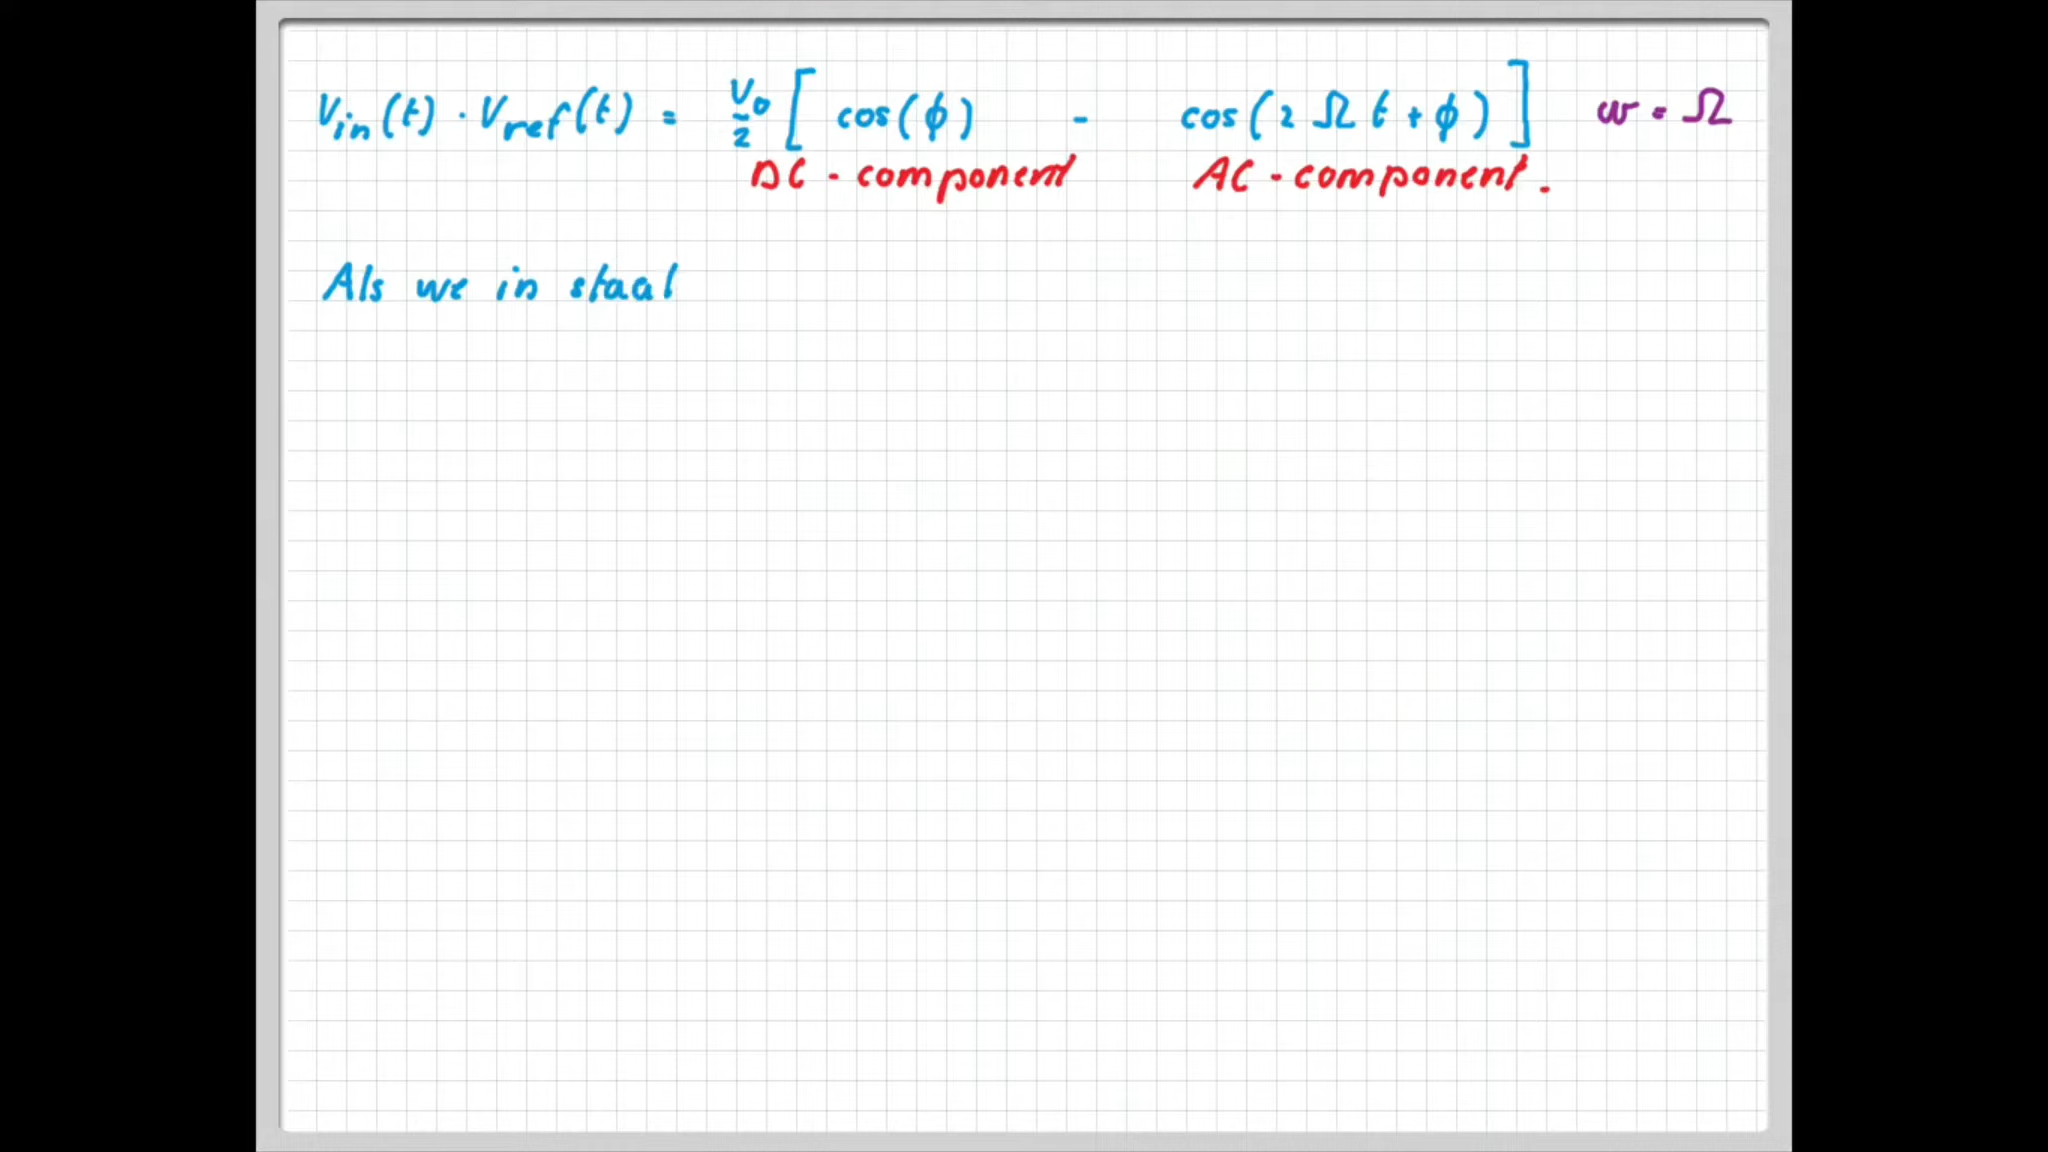 Vin(t) · Vref(t) = V0/2 [ cos(ϕ) - cos(2Ωt + ϕ) ] ω = Ω
DC - component AC - component.
Als we in staal